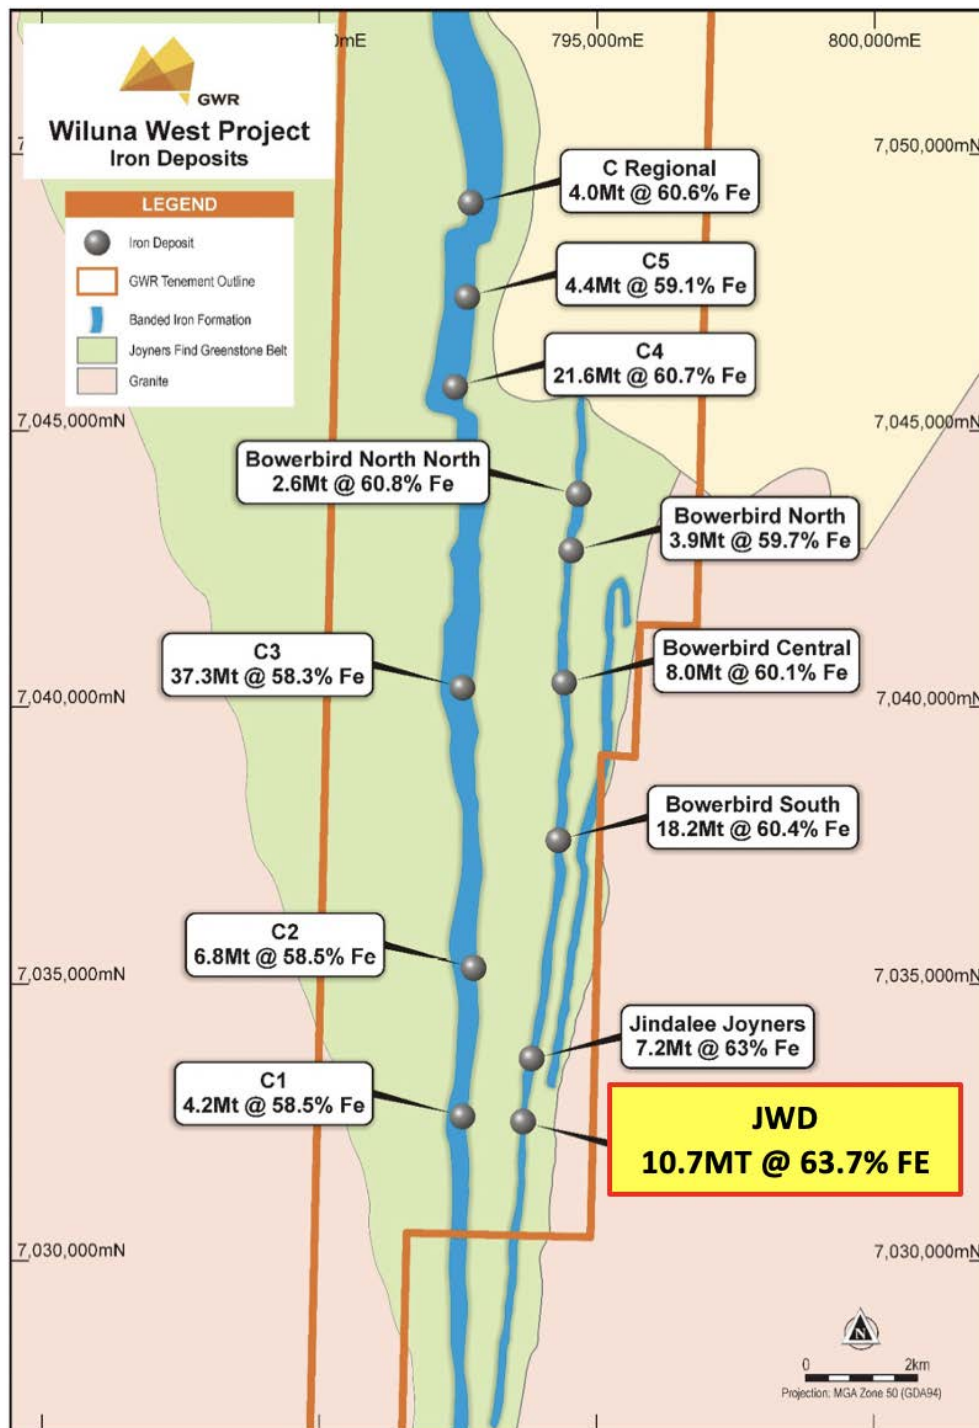 GWR
Wiluna West Project
Iron Deposits
LEGEND
Iron Deposit
GWR Tenement Outline
Banded Iron Formation
Joyners Find Greenstone Belt
Granite
795,000mE
800,000mE
7,050,000mN
C Regional
4.0Mt @ 60.6% Fe
C5
4.4Mt @ 59.1% Fe
C4
21.6Mt @ 60.7% Fe
7,045,000mN
7,045,000mN
Bowerbird North North
2.6Mt @ 60.8% Fe
Bowerbird North
3.9Mt @ 59.7% Fe
C3
37.3Mt @ 58.3% Fe
Bowerbird Central
8.0Mt @ 60.1% Fe
7,040,000mN
7,040,000mN
Bowerbird South
18.2Mt @ 60.4% Fe
C2
6.8Mt @ 58.5% Fe
7,035,000mN
7,035,000mN
Jindalee Joyners
7.2Mt @ 63% Fe
C1
4.2Mt @ 58.5% Fe
JWD
10.7MT @ 63.7% FE
7,030,000mN
7,030,000mN
N
0 2km
Projection: MGA Zone 50 (GDA94)